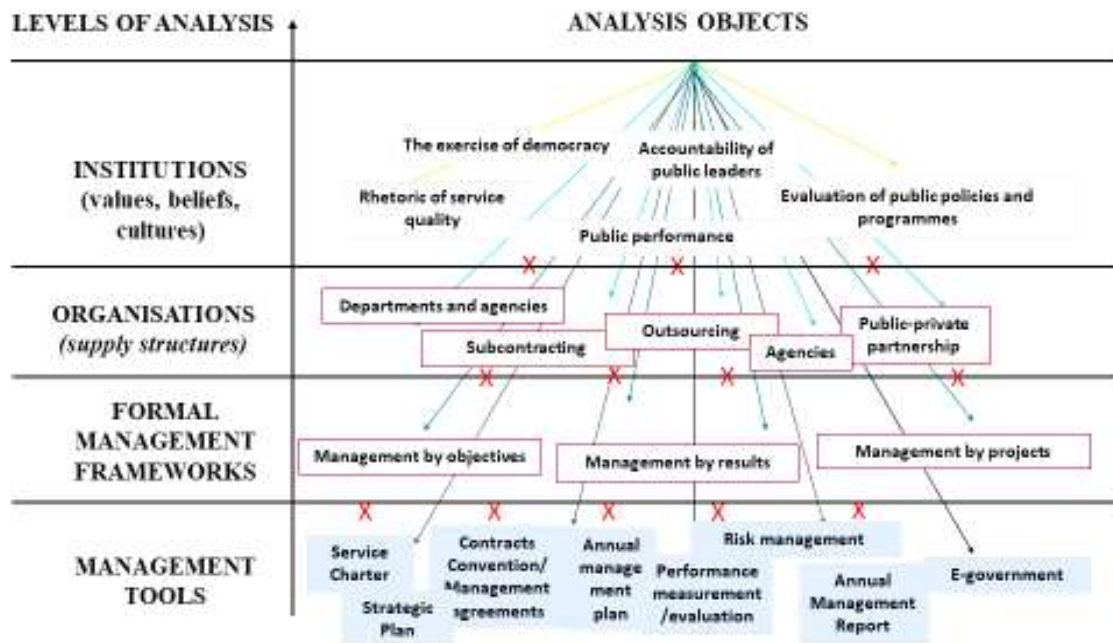 LEVELS OF ANALYSIS
ANALYSIS OBJECTS
INSTITUTIONS
(values, beliefs,
cultures)
The exercise of democracy
Accountability of
public leaders
Rhetoric of service
quality
Evaluation of public policies and
programmes
Public performance
X X X
ORGANISATIONS
(supply structures)
Departments and agencies
Subcontracting
Outsourcing
Agencies
Public-private
partnership
X X X X
FORMAL
MANAGEMENT
FRAMEWORKS
Management by objectives
Management by results
Management by projects
X X X X X
MANAGEMENT
TOOLS
Service
Charter
Strategic
Plan
Contracts
Convention/
Management
agreements
Annual
manage
ment
plan
Performance
measurement
/evaluation
Risk management
Annual
Management
Report
E-government